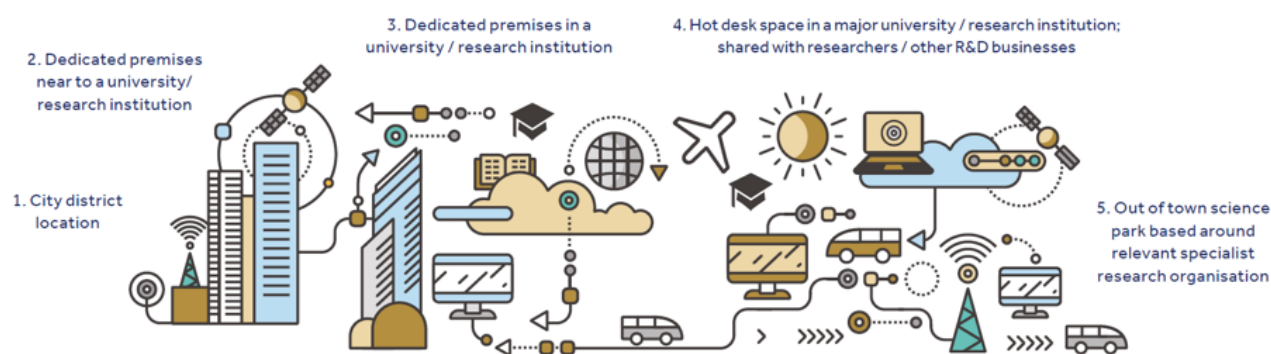 1. City district
location
2. Dedicated premises
near to a university/
research institution
3. Dedicated premises in a
university / research institution
4. Hot desk space in a major university / research institution;
shared with researchers / other R&D businesses
5. Out of town science
park based around
relevant specialist
research organisation